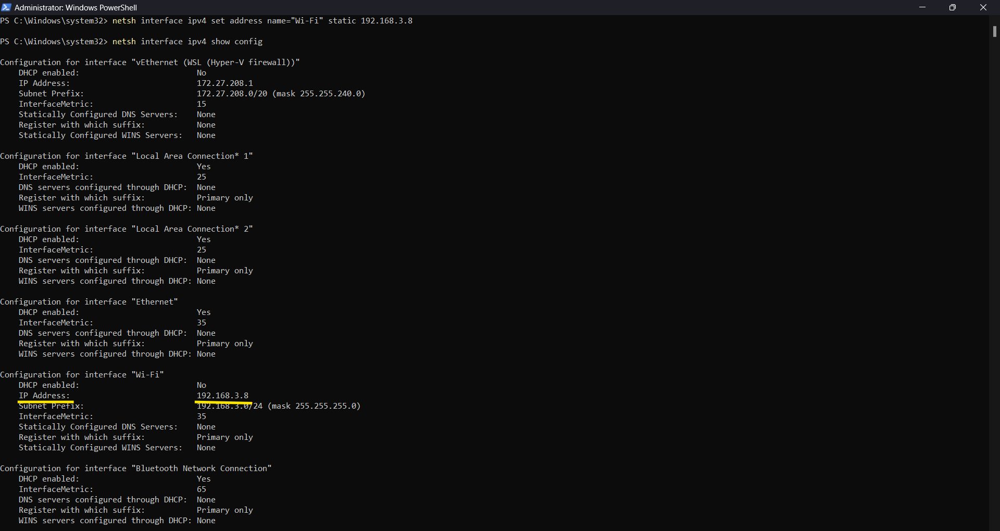 Administrator: Windows PowerShell
PS C:\Windows\system32> netsh interface ipv4 set address name="Wi-Fi" static 192.168.3.8
PS C:\Windows\system32> netsh interface ipv4 show config
Configuration for interface "vEthernet (WSL (Hyper-V firewall))"
DHCP enabled: No
IP Address: 172.27.208.1
Subnet Prefix: 172.27.208.0/20 (mask 255.255.240.0)
InterfaceMetric: 15
Statically Configured DNS Servers: None
Register with which suffix: None
Statically Configured WINS Servers: None
Configuration for interface "Local Area Connection* 1"
DHCP enabled: Yes
InterfaceMetric: 25
DNS servers configured through DHCP: None
Register with which suffix: Primary only
WINS servers configured through DHCP: None
Configuration for interface "Local Area Connection* 2"
DHCP enabled: Yes
InterfaceMetric: 25
DNS servers configured through DHCP: None
Register with which suffix: Primary only
WINS servers configured through DHCP: None
Configuration for interface "Ethernet"
DHCP enabled: Yes
InterfaceMetric: 35
DNS servers configured through DHCP: None
Register with which suffix: Primary only
WINS servers configured through DHCP: None
Configuration for interface "Wi-Fi"
DHCP enabled: No
IP Address: 192.168.3.8
Subnet Prefix: 192.168.3.0/24 (mask 255.255.255.0)
InterfaceMetric: 35
Statically Configured DNS Servers: None
Register with which suffix: Primary only
Statically Configured WINS Servers: None
Configuration for interface "Bluetooth Network Connection"
DHCP enabled: Yes
InterfaceMetric: 65
DNS servers configured through DHCP: None
Register with which suffix: Primary only
WINS servers configured through DHCP: None